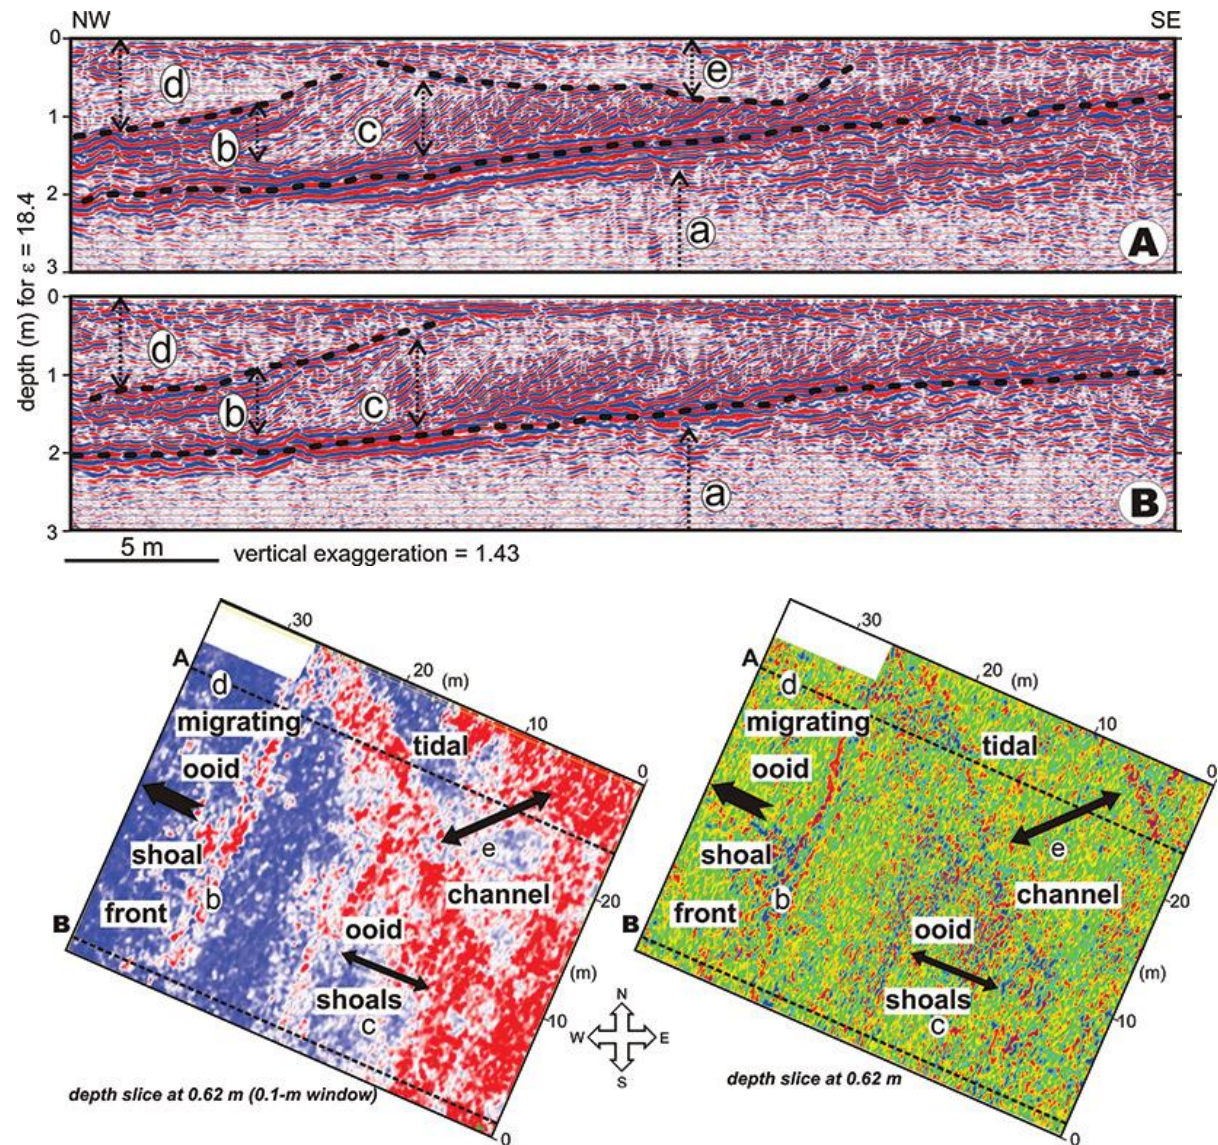 NW SE
0
d
e
b
c
1
2
a
A
3
0
d
b
c
1
2
a
B
3
depth (m) for ε = 18.4
5 m
vertical exaggeration = 1.43
30
A
d
20
(m)
migrating
tidal
10
ooid
0
shoal
e
b
channel
front
20
B
ooid
(m)
shoals
c
10
0
depth slice at 0.62 m (0.1-m window)
N
W E
S
30
A
d
20
(m)
migrating
tidal
10
ooid
0
shoal
e
b
channel
front
20
B
ooid
(m)
shoals
c
10
0
depth slice at 0.62 m